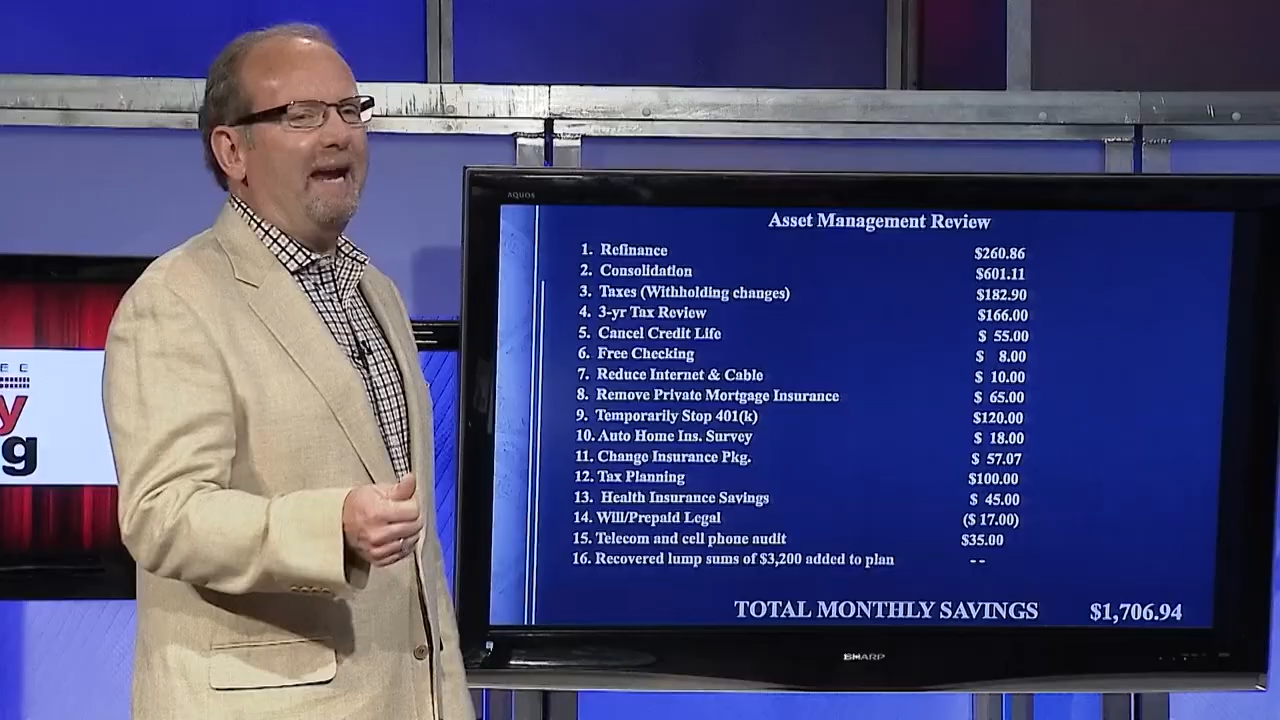 AQUOS
Asset Management Review
1. Refinance $260.86
2. Consolidation $601.11
3. Taxes (Withholding changes) $182.90
4. 3-yr Tax Review $166.00
5. Cancel Credit Life $ 55.00
6. Free Checking $ 8.00
7. Reduce Internet & Cable $ 10.00
8. Remove Private Mortgage Insurance $ 65.00
9. Temporarily Stop 401(k) $120.00
10. Auto Home Ins. Survey $ 18.00
11. Change Insurance Pkg. $ 57.07
12. Tax Planning $100.00
13. Health Insurance Savings $ 45.00
14. Will/Prepaid Legal ($ 17.00)
15. Telecom and cell phone audit $35.00
16. Recovered lump sums of $3,200 added to plan --
TOTAL MONTHLY SAVINGS $1,706.94
SHARP